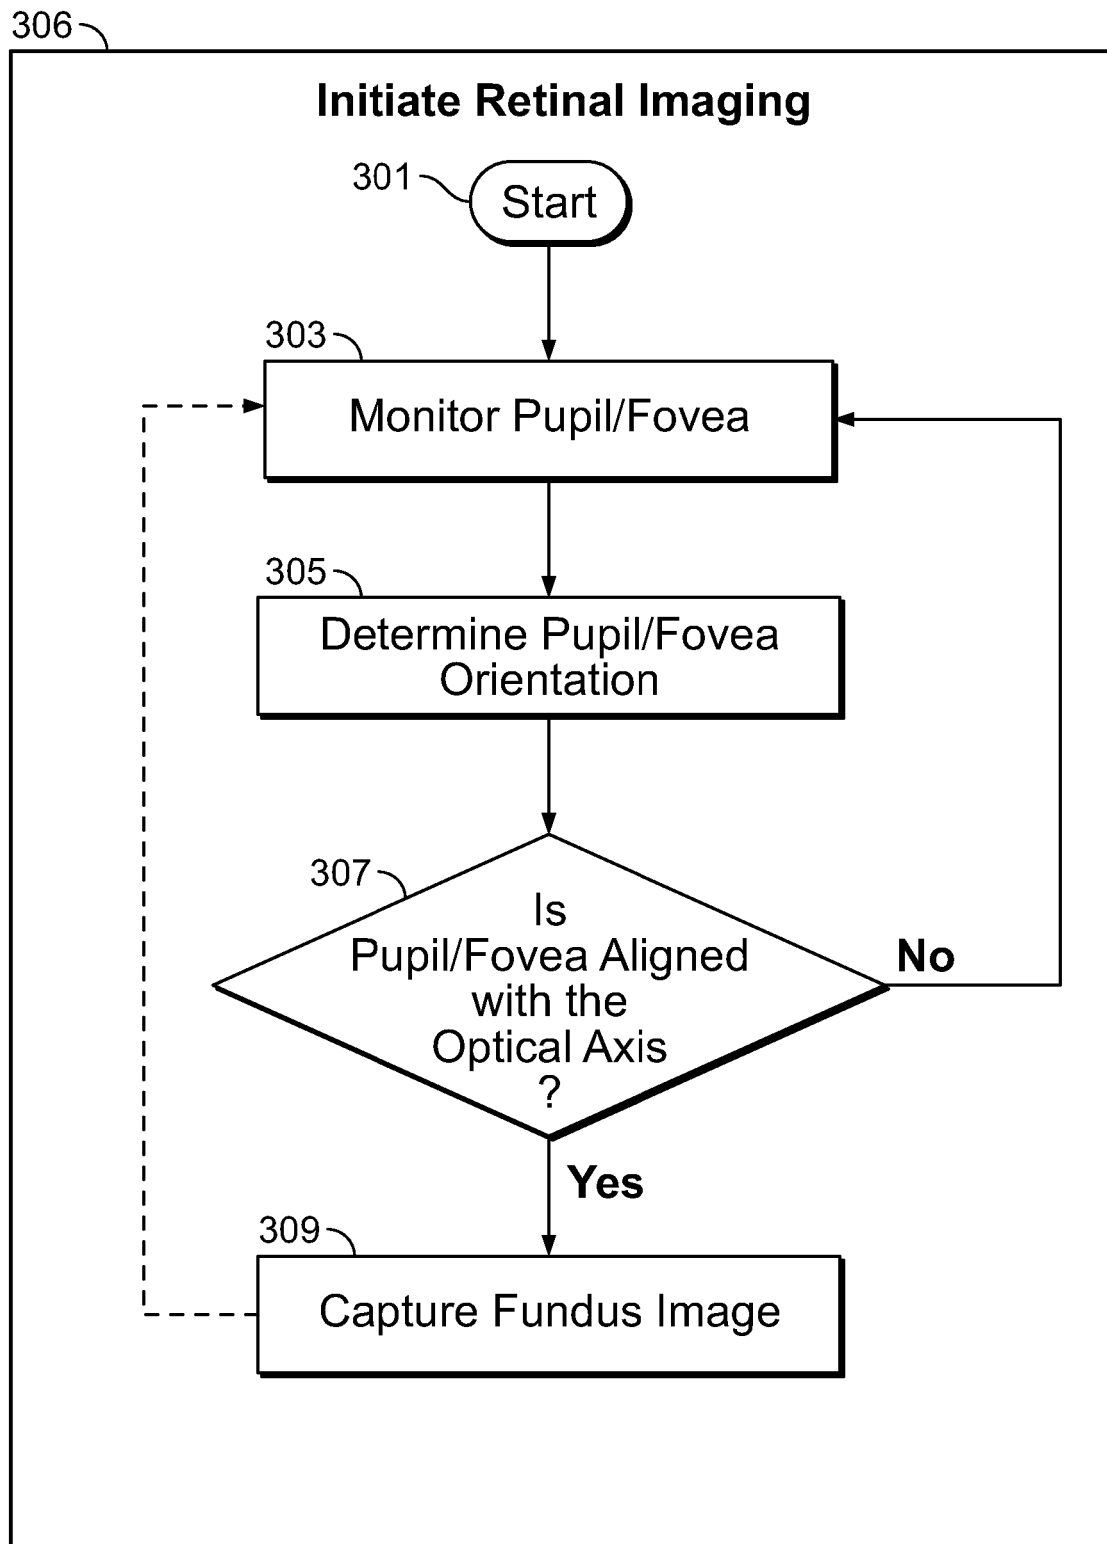 306
Initiate Retinal Imaging
301
Start
303
Monitor Pupil/Fovea
305
Determine Pupil/Fovea
Orientation
307
Is
Pupil/Fovea Aligned
with the
Optical Axis
?
No
Yes
309
Capture Fundus Image